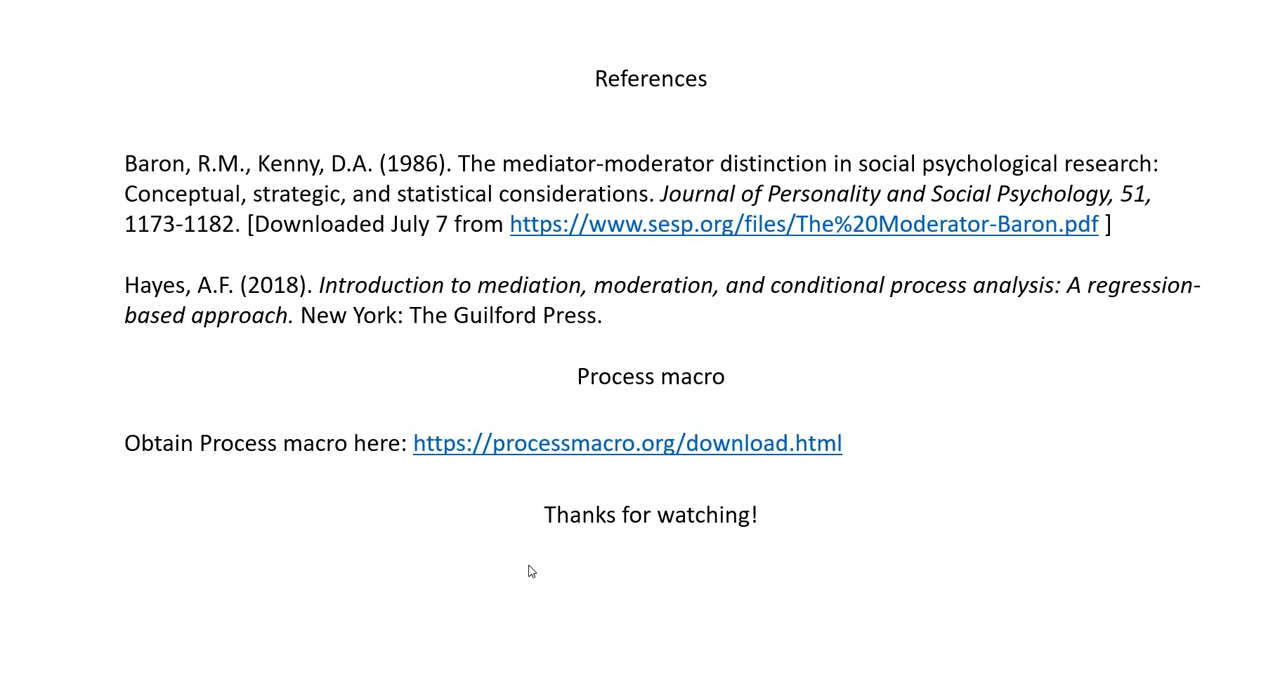 References
Baron, R.M., Kenny, D.A. (1986). The mediator-moderator distinction in social psychological research:
Conceptual, strategic, and statistical considerations. Journal of Personality and Social Psychology, 51,
1173-1182. [Downloaded July 7 from https://www.sesp.org/files/The%20Moderator-Baron.pdf ]
Hayes, A.F. (2018). Introduction to mediation, moderation, and conditional process analysis: A regression-
based approach. New York: The Guilford Press.
Process macro
Obtain Process macro here: https://processmacro.org/download.html
Thanks for watching!